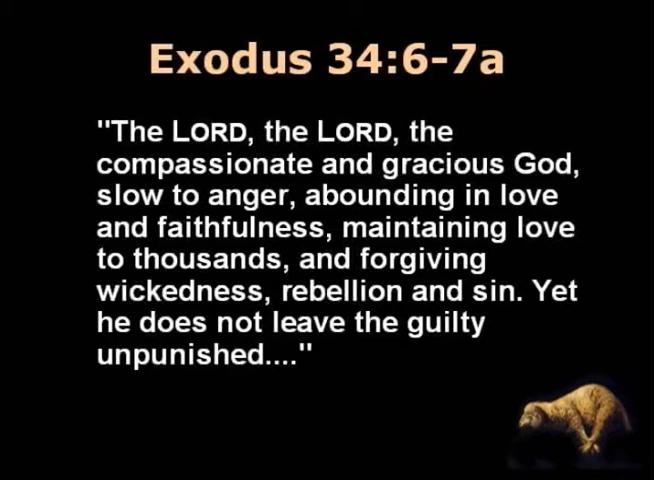 Exodus 34:6-7a
"The LORD, the LORD, the
compassionate and gracious God,
slow to anger, abounding in love
and faithfulness, maintaining love
to thousands, and forgiving
wickedness, rebellion and sin. Yet
he does not leave the guilty
unpunished...."